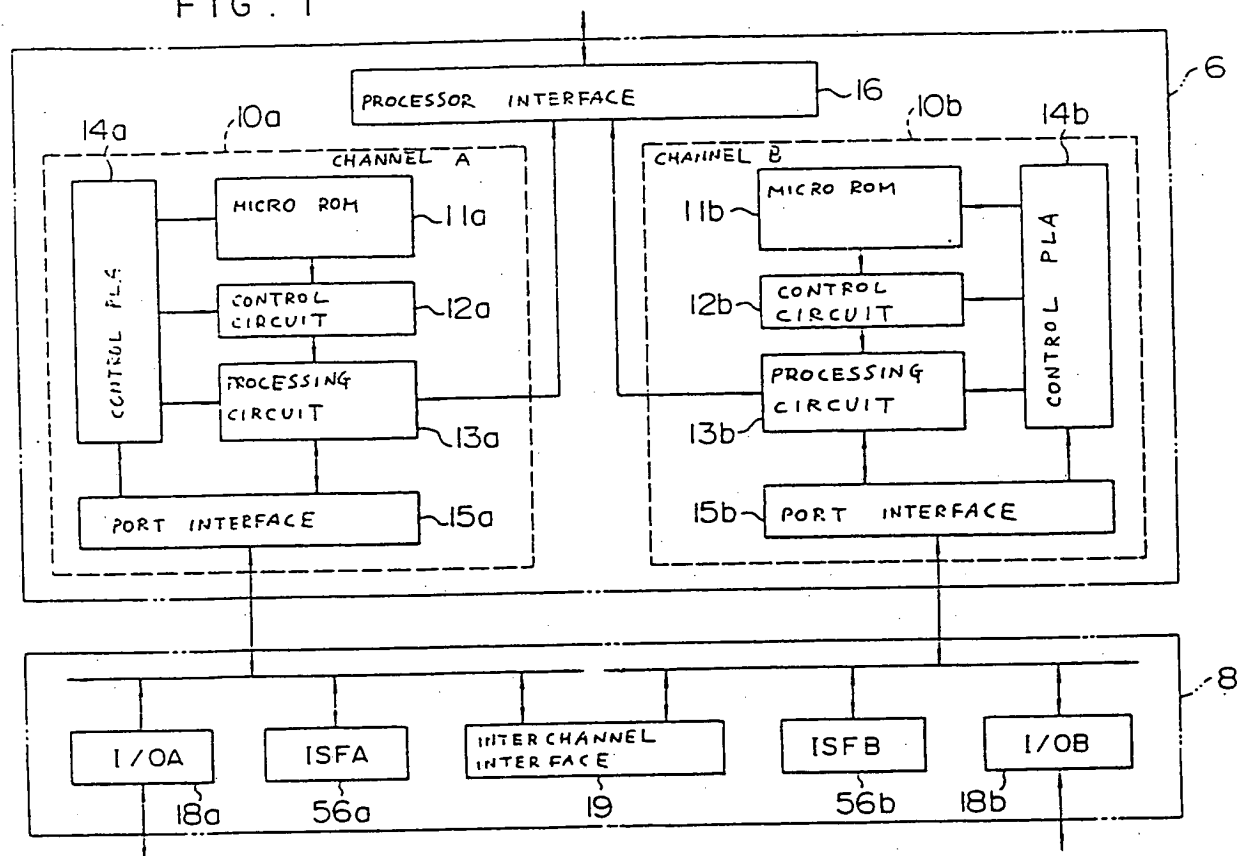 FIG. 1
6
PROCESSOR INTERFACE
16
10a
10b
14a
14b
CHANNEL A
CHANNEL B
MICRO ROM
11a
MICRO ROM
11b
CONTROL PLA
CONTROL PLA
CONTROL
CIRCUIT
12a
CONTROL
CIRCUIT
12b
PROCESSING
CIRCUIT
13a
PROCESSING
CIRCUIT
13b
PORT INTERFACE
15a
PORT INTERFACE
15b
8
I/OA
ISFA
INTERCHANNEL
INTERFACE
ISFB
I/OB
18a
56a
19
56b
18b